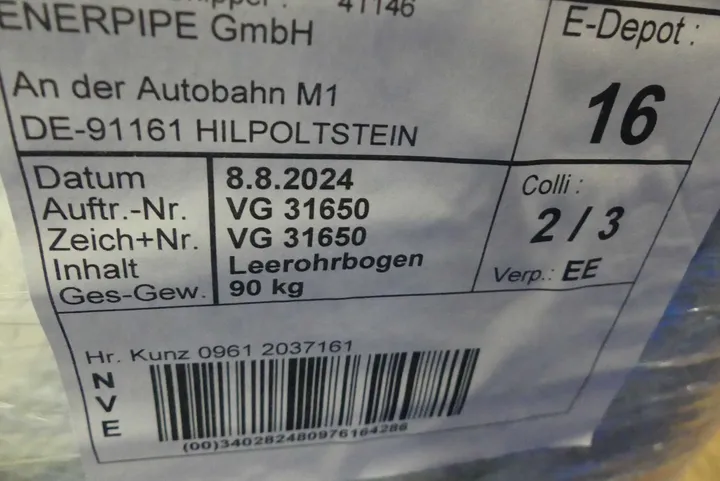 41146
ENERPIPE GmbH
An der Autobahn M1
DE-91161 HILPOLTSTEIN
E-Depot :
16
Datum 8.8.2024
Auftr.-Nr. VG 31650
Zeich+Nr. VG 31650
Inhalt Leerohrbogen
Ges-Gew. 90 kg
Colli :
2 / 3
Verp.: EE
Hr. Kunz 0961 2037161
N
V
E
(00)340282480976164286